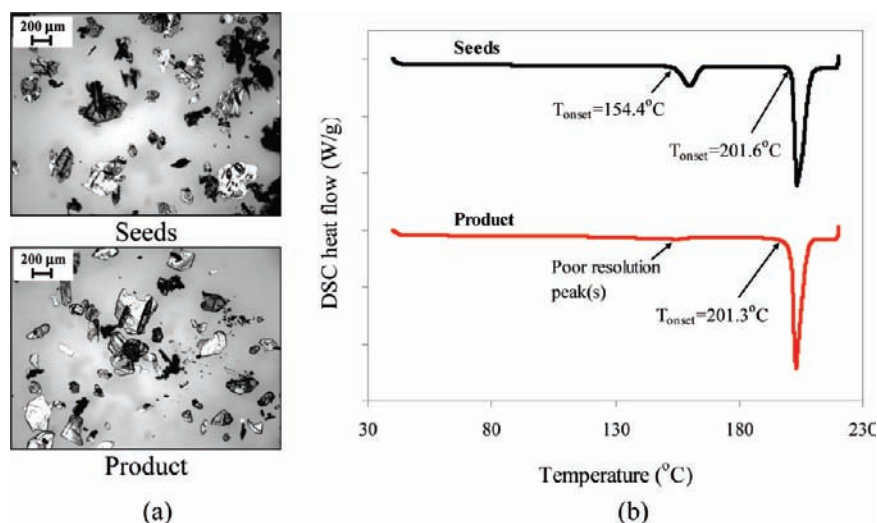 200 µm
Seeds
200 µm
Product
(a)
DSC heat flow (W/g)
Seeds
Tonset=154.4°C
Tonset=201.6°C
Product
Poor resolution
peak(s)
Tonset=201.3°C
30 80 130 180 230
Temperature (°C)
(b)